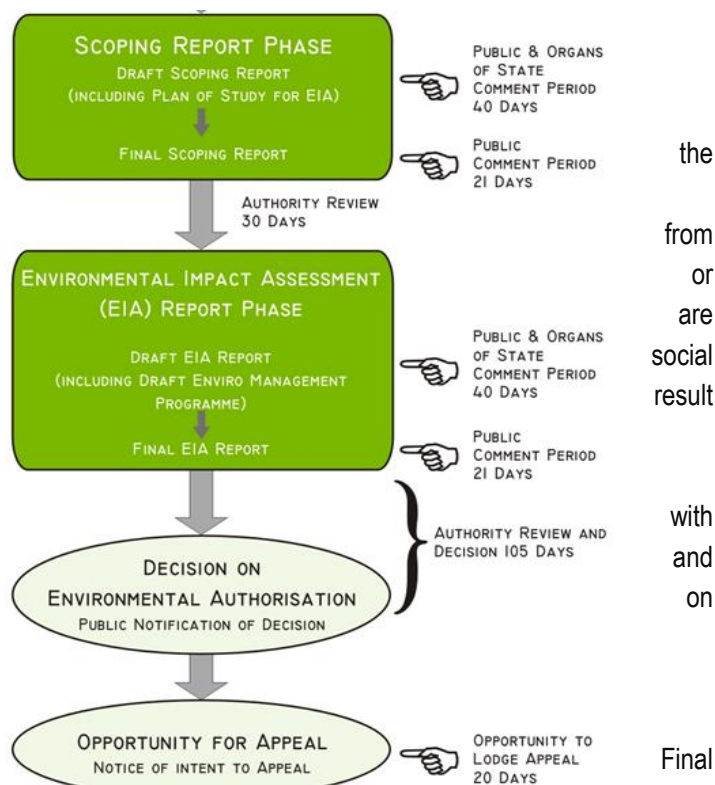 SCOPING REPORT PHASE
DRAFT SCOPING REPORT
(INCLUDING PLAN OF STUDY FOR EIA)
FINAL SCOPING REPORT
PUBLIC & ORGANS
OF STATE
COMMENT PERIOD
40 DAYS
PUBLIC
COMMENT PERIOD
21 DAYS
AUTHORITY REVIEW
30 DAYS
ENVIRONMENTAL IMPACT ASSESSMENT
(EIA) REPORT PHASE
DRAFT EIA REPORT
(INCLUDING DRAFT ENVIRO MANAGEMENT
PROGRAMME)
FINAL EIA REPORT
PUBLIC & ORGANS
OF STATE
COMMENT PERIOD
40 DAYS
PUBLIC
COMMENT PERIOD
21 DAYS
AUTHORITY REVIEW AND
DECISION 105 DAYS
DECISION ON
ENVIRONMENTAL AUTHORISATION
PUBLIC NOTIFICATION OF DECISION
OPPORTUNITY FOR APPEAL
NOTICE OF INTENT TO APPEAL
OPPORTUNITY TO
LODGE APPEAL
20 DAYS
the
from
or
are
social
result
with
and
on
Final